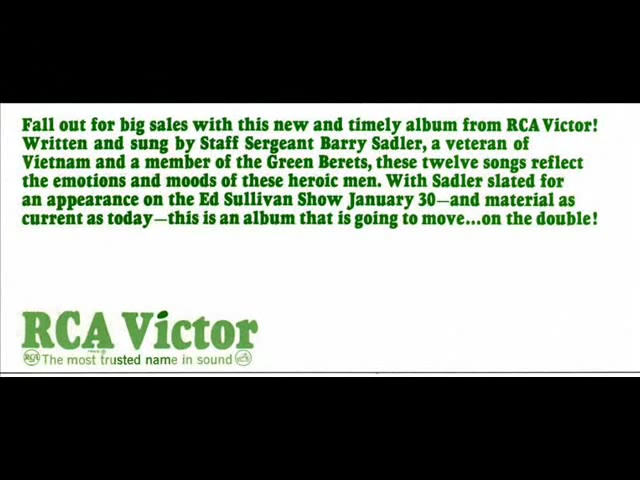 Fall out for big sales with this new and timely album from RCA Victor!
Written and sung by Staff Sergeant Barry Sadler, a veteran of
Vietnam and a member of the Green Berets, these twelve songs reflect
the emotions and moods of these heroic men. With Sadler slated for
an appearance on the Ed Sullivan Show January 30—and material as
current as today—this is an album that is going to move...on the double!
RCA Victor
The most trusted name in sound